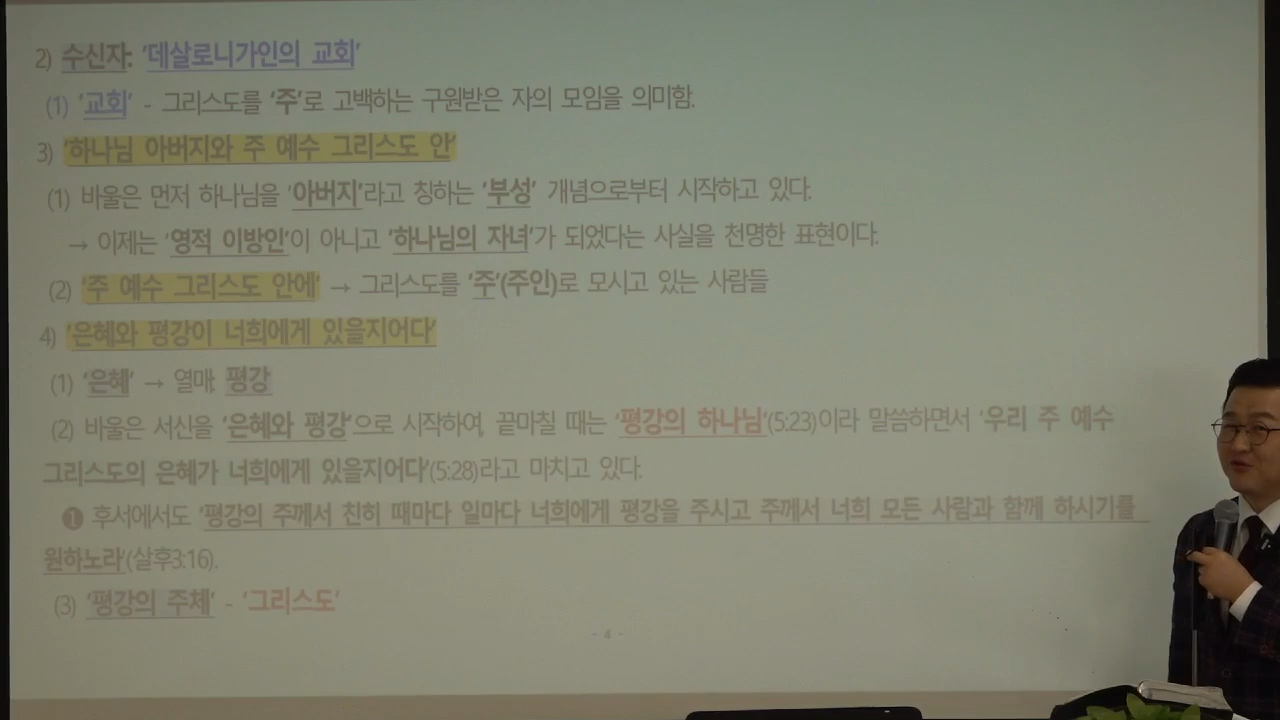 2) 수신자: '데살로니가인의 교회'
(1) '교회' - 그리스도를 '주'로 고백하는 구원받은 자의 모임을 의미함.
3) '하나님 아버지와 주 예수 그리스도 안'
(1) 바울은 먼저 하나님을 '아버지'라고 칭하는 '부성' 개념으로부터 시작하고 있다.
→ 이제는 '영적 이방인'이 아니고 '하나님의 자녀'가 되었다는 사실을 천명한 표현이다.
(2) '주 예수 그리스도 안에' → 그리스도를 '주'(주인)로 모시고 있는 사람들
4) '은혜와 평강이 너희에게 있을지어다'
(1) '은혜' → 열매: 평강
(2) 바울은 서신을 '은혜와 평강'으로 시작하여, 끝마칠 때는 '평강의 하나님'(5:23)이라 말씀하면서 '우리 주 예수
그리스도의 은혜가 너희에게 있을지어다'(5:28)라고 마치고 있다.
❶ 후서에서도 '평강의 주께서 친히 때마다 일마다 너희에게 평강을 주시고 주께서 너희 모든 사람과 함께 하시기를
원하노라'(살후3:16).
(3) '평강의 주체' - '그리스도'
- 4 -